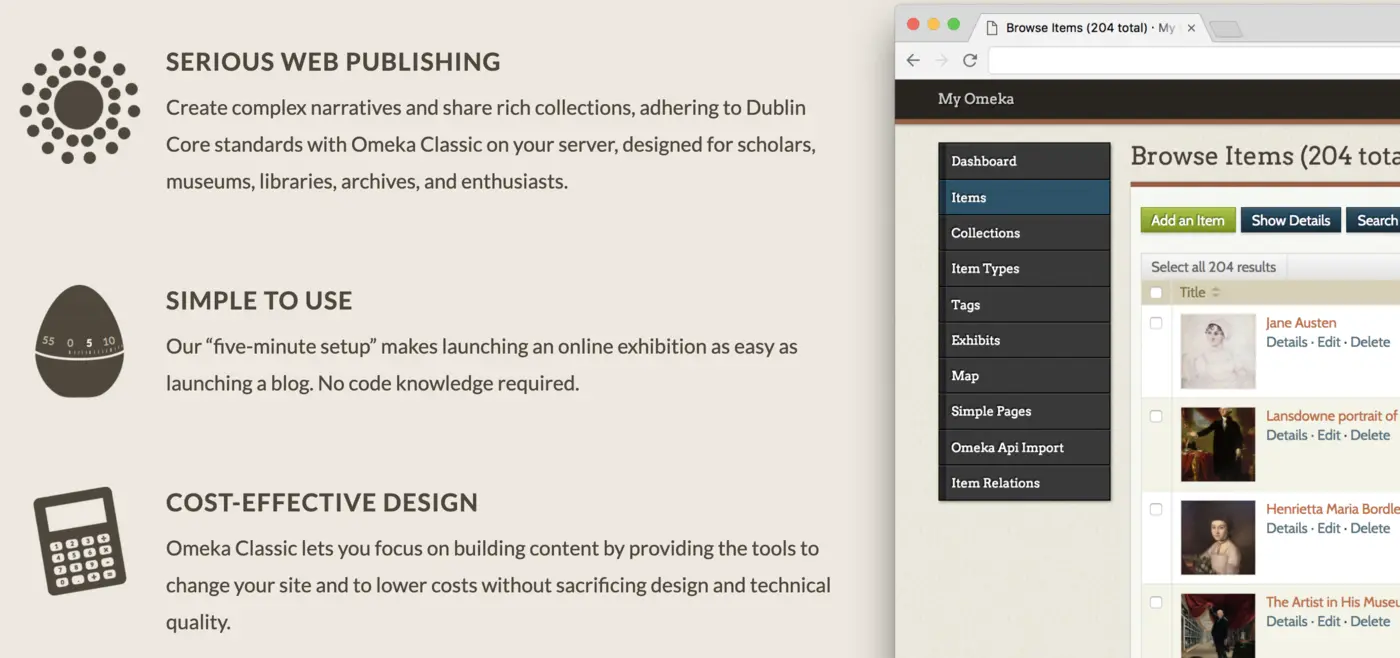 SERIOUS WEB PUBLISHING
Create complex narratives and share rich collections, adhering to Dublin
Core standards with Omeka Classic on your server, designed for scholars,
museums, libraries, archives, and enthusiasts.
55 0 5 10
SIMPLE TO USE
Our “five-minute setup” makes launching an online exhibition as easy as
launching a blog. No code knowledge required.
COST-EFFECTIVE DESIGN
Omeka Classic lets you focus on building content by providing the tools to
change your site and to lower costs without sacrificing design and technical
quality.
Browse Items (204 total) · My
My Omeka
Dashboard
Items
Collections
Item Types
Tags
Exhibits
Map
Simple Pages
Omeka Api Import
Item Relations
Browse Items (204 tota
Add an Item Show Details Search
Select all 204 results
Title
Jane Austen
Details · Edit · Delete
Lansdowne portrait of
Details · Edit · Delete
Henrietta Maria Bordle
Details · Edit · Delete
The Artist in His Museu
Details · Edit · Delete